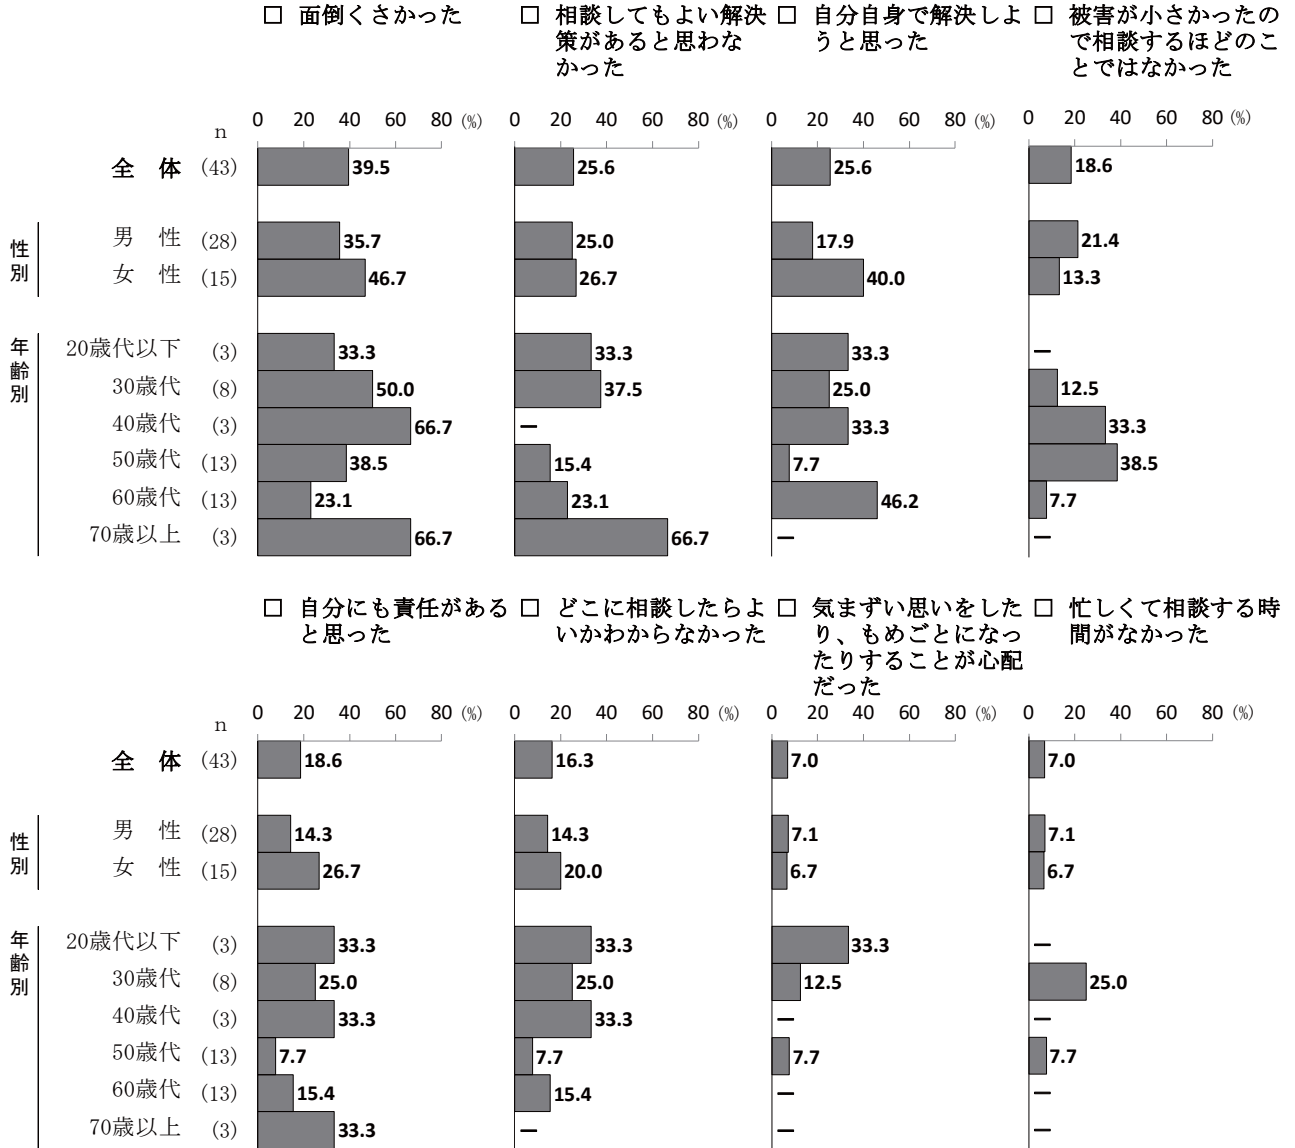 □ 面倒くさかった
□ 相談してもよい解決
策があると思わな
かった
□ 自分自身で解決しよ
うと思った
□ 被害が小さかったの
で相談するほどのこ
とではなかった
n 0 20 40 60 80 (%) 0 20 40 60 80 (%) 0 20 40 60 80 (%) 0 20 40 60 80 (%)
全 体 (43) 39.5 25.6 25.6 18.6
性別
男 性 (28) 35.7 25.0 17.9 21.4
女 性 (15) 46.7 26.7 40.0 13.3
年齢別
20歳代以下 (3) 33.3 33.3 33.3 －
30歳代 (8) 50.0 37.5 25.0 12.5
40歳代 (3) 66.7 － 33.3 33.3
50歳代 (13) 38.5 15.4 7.7 38.5
60歳代 (13) 23.1 23.1 46.2 7.7
70歳以上 (3) 66.7 66.7 － －
□ 自分にも責任がある
と思った
□ どこに相談したらよ
いかわからなかった
□ 気まずい思いをした
り、もめごとになっ
たりすることが心配
だった
□ 忙しくて相談する時
間がなかった
n 0 20 40 60 80 (%) 0 20 40 60 80 (%) 0 20 40 60 80 (%) 0 20 40 60 80 (%)
全 体 (43) 18.6 16.3 7.0 7.0
性別
男 性 (28) 14.3 14.3 7.1 7.1
女 性 (15) 26.7 20.0 6.7 6.7
年齢別
20歳代以下 (3) 33.3 33.3 33.3 －
30歳代 (8) 25.0 25.0 12.5 25.0
40歳代 (3) 33.3 33.3 － －
50歳代 (13) 7.7 7.7 7.7 7.7
60歳代 (13) 15.4 15.4 － －
70歳以上 (3) 33.3 － － －